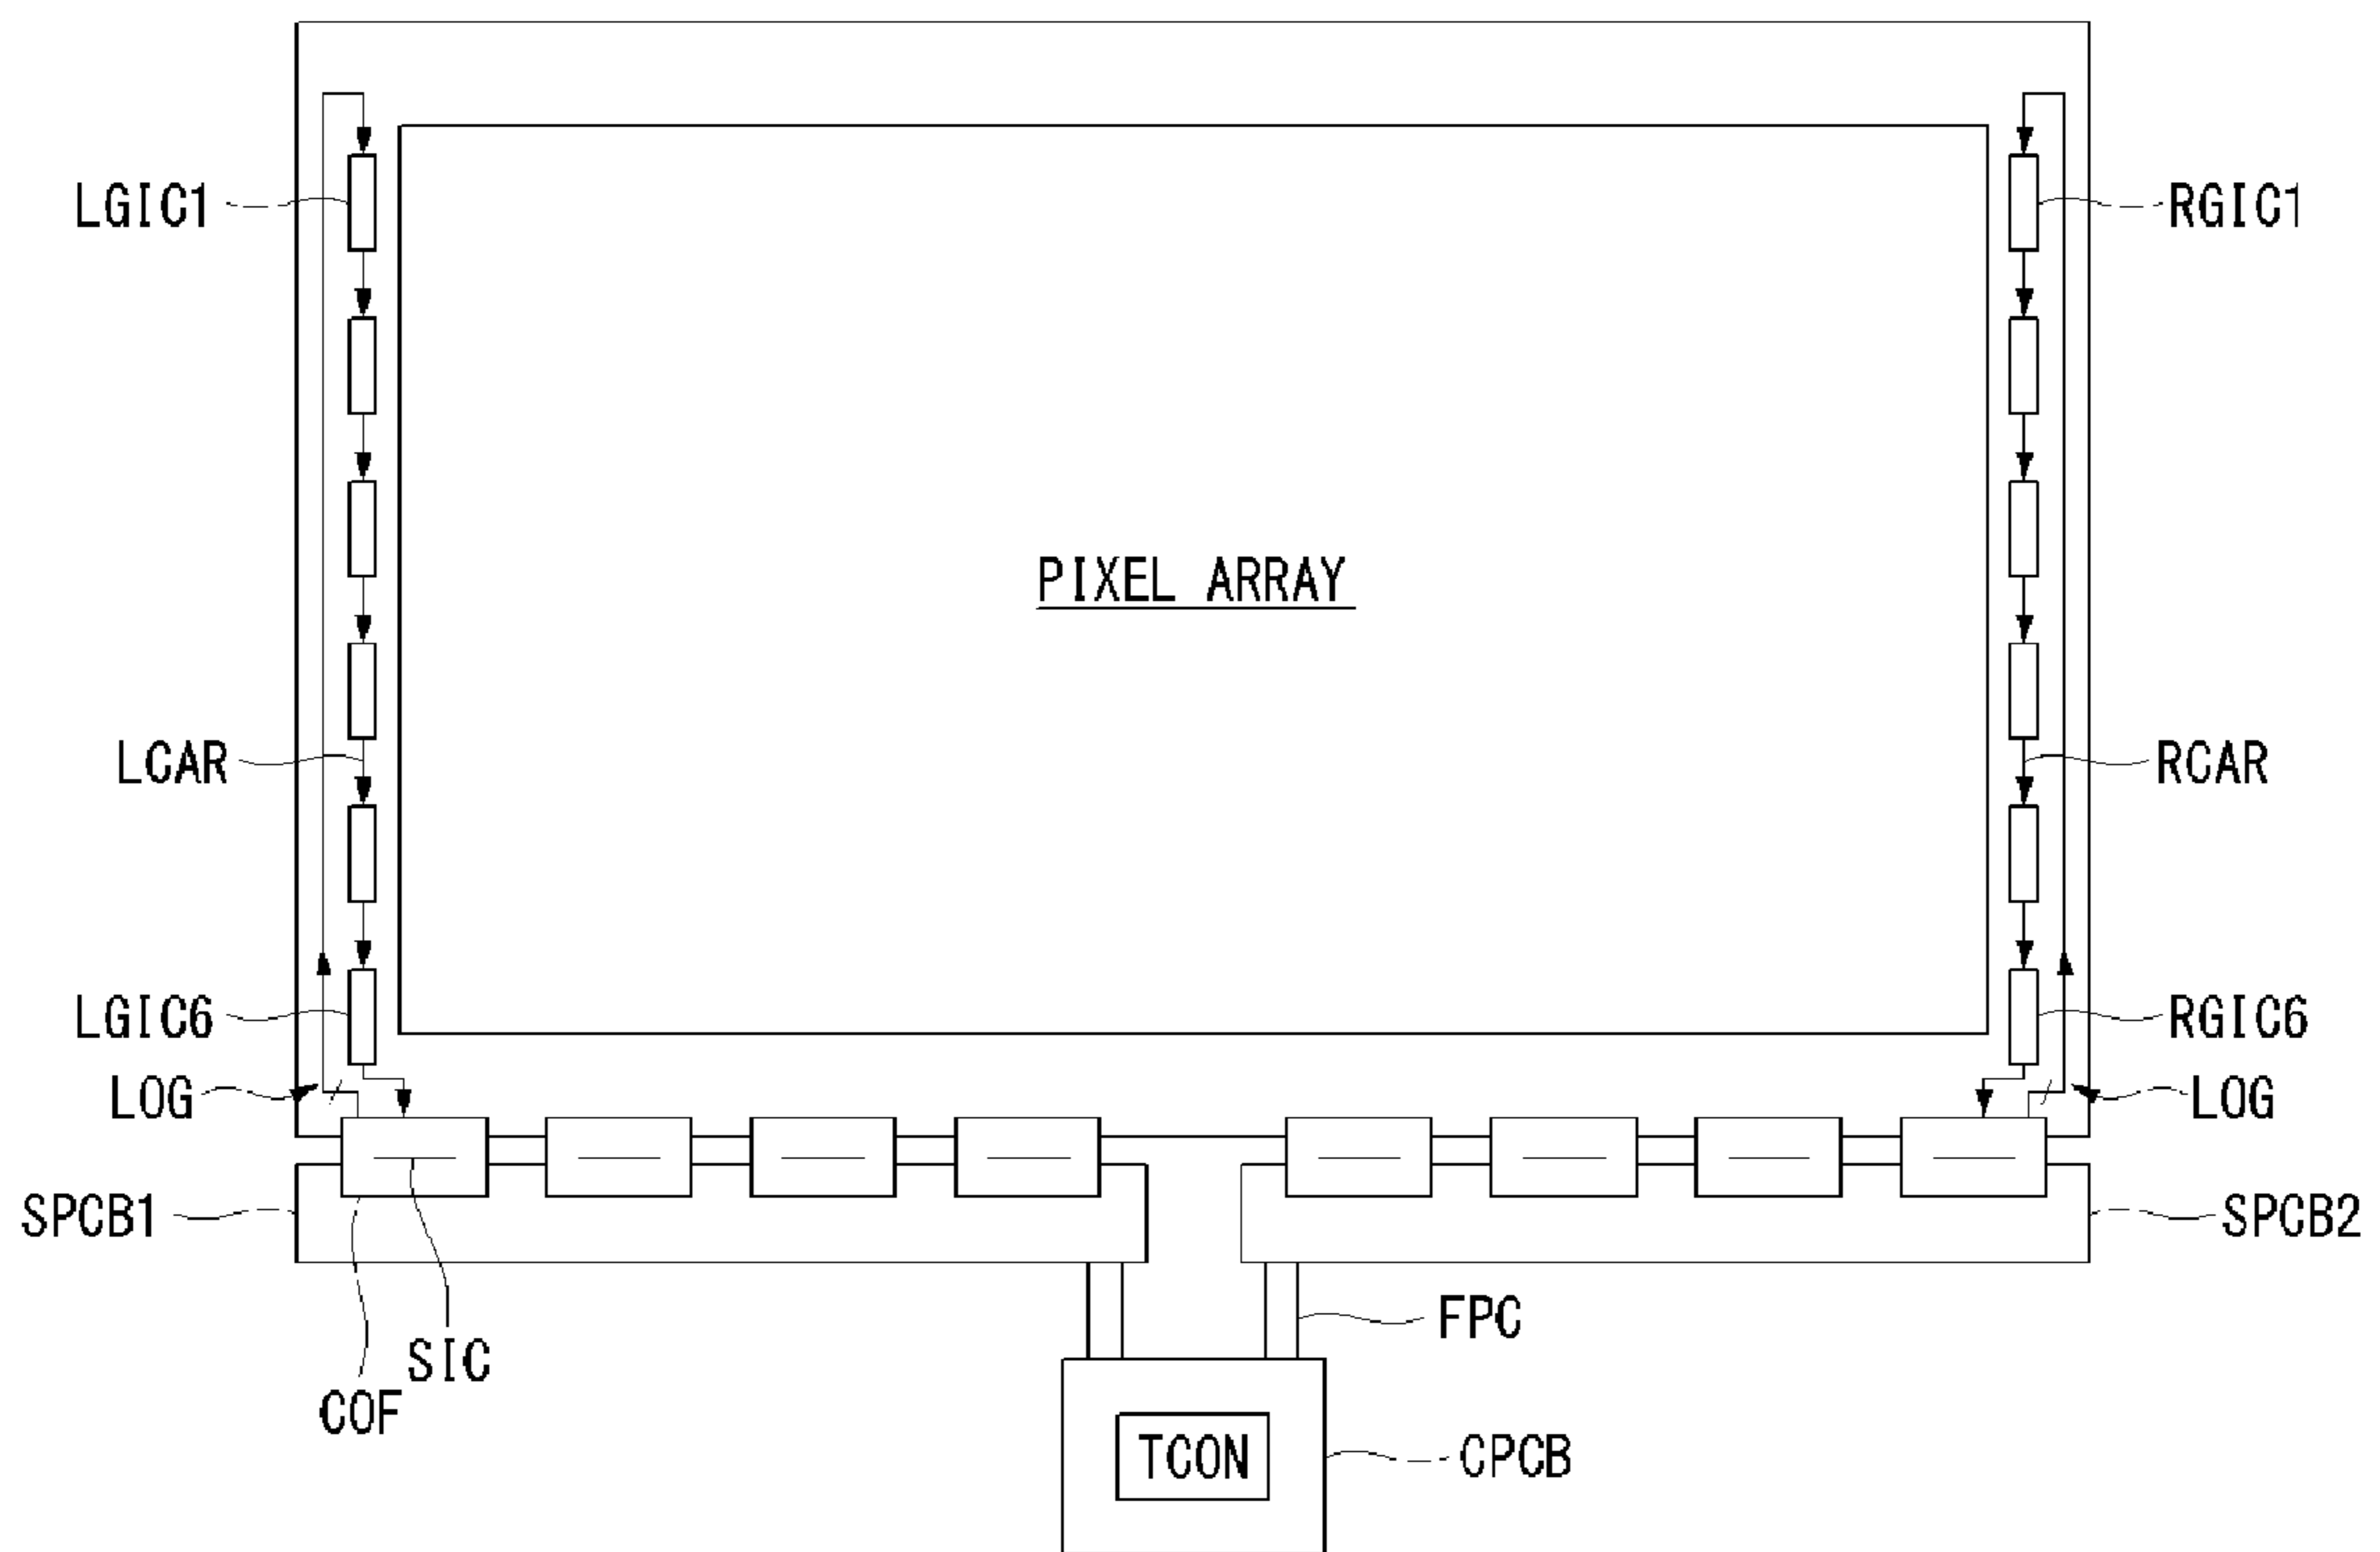 LGIC1
RGIC1
PIXEL ARRAY
LCAR
RCAR
LGIC6
RGIC6
LOG
LOG
SPCB1
SPCB2
FPC
SIC
COF
TCON
CPCB